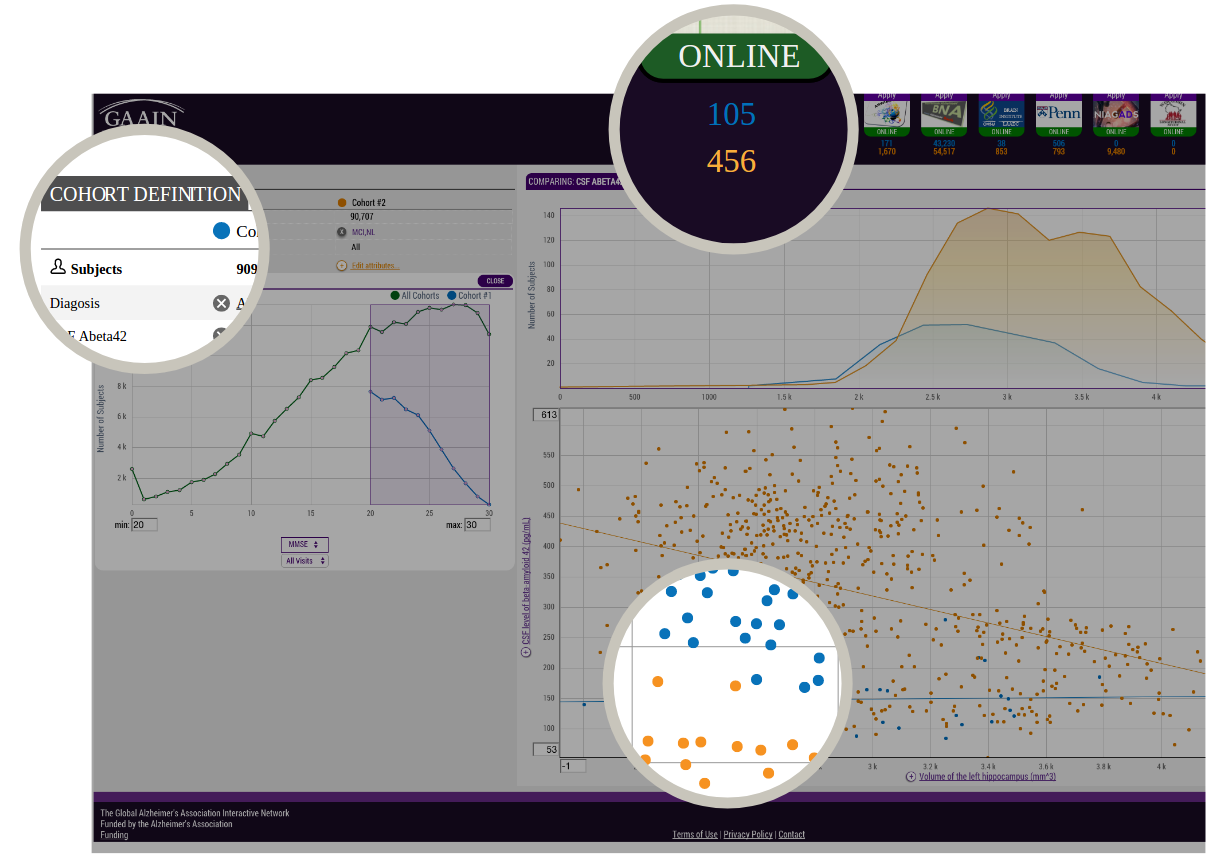 ONLINE
105
456
GAAIN
Apply Apply Apply Apply Apply Apply
BNA Penn NIAGADS
ONLINE ONLINE ONLINE ONLINE ONLINE ONLINE
171 43,230 38 506 0 0
1,670 54,517 853 793 9,480 0
COHORT DEFINITION
Co
Subjects 909
Diagosis A
F Abeta42
Cohort #2
90,707
MCI,NL
All
Edit attributes...
CLOSE
All Cohorts Cohort #1
Number of Subjects
8 k
6 k
4 k
2 k
0 5 10 15 20 25 30
min: 20 max: 30
MMSE
All Visits
COMPARING: CSF ABETA42
Number of Subjects
140
120
100
80
60
40
20
0 500 1000 1.5 k 2 k 2.5 k 3 k 3.5 k 4 k
613
550
500
450
400
350
300
250
200
150
100
53
CSF level of beta amyloid 42 (pg/mL)
-1
3 k 3.2 k 3.4 k 3.6 k 3.8 k 4 k
Volume of the left hippocampus (mm^3)
The Global Alzheimer's Association Interactive Network
Funded by the Alzheimer's Association
Funding
Terms of Use | Privacy Policy | Contact